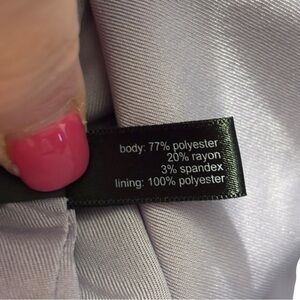 body: 77% polyester
20% rayon
3% spandex
lining: 100% polyester